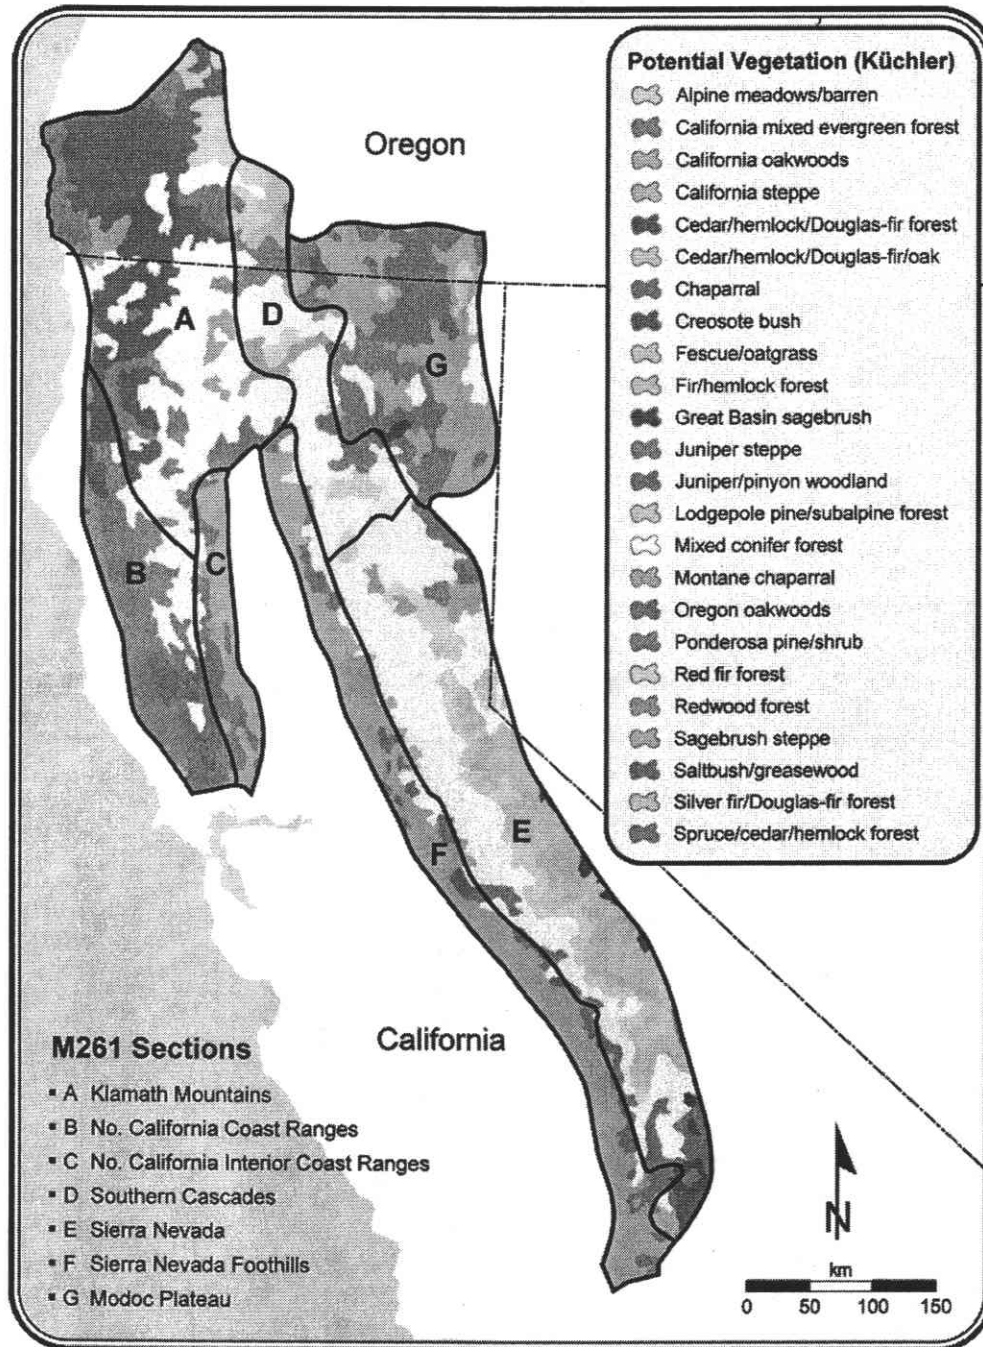 Potential Vegetation (Küchler)
Alpine meadows/barren
California mixed evergreen forest
California oakwoods
California steppe
Cedar/hemlock/Douglas-fir forest
Cedar/hemlock/Douglas-fir/oak
Chaparral
Creosote bush
Fescue/oatgrass
Fir/hemlock forest
Great Basin sagebrush
Juniper steppe
Juniper/pinyon woodland
Lodgepole pine/subalpine forest
Mixed conifer forest
Montane chaparral
Oregon oakwoods
Ponderosa pine/shrub
Red fir forest
Redwood forest
Sagebrush steppe
Saltbush/greasewood
Silver fir/Douglas-fir forest
Spruce/cedar/hemlock forest
Oregon
A
D
G
B
C
E
F
California
M261 Sections
▪ A Klamath Mountains
▪ B No. California Coast Ranges
▪ C No. California Interior Coast Ranges
▪ D Southern Cascades
▪ E Sierra Nevada
▪ F Sierra Nevada Foothills
▪ G Modoc Plateau
N
km
0 50 100 150